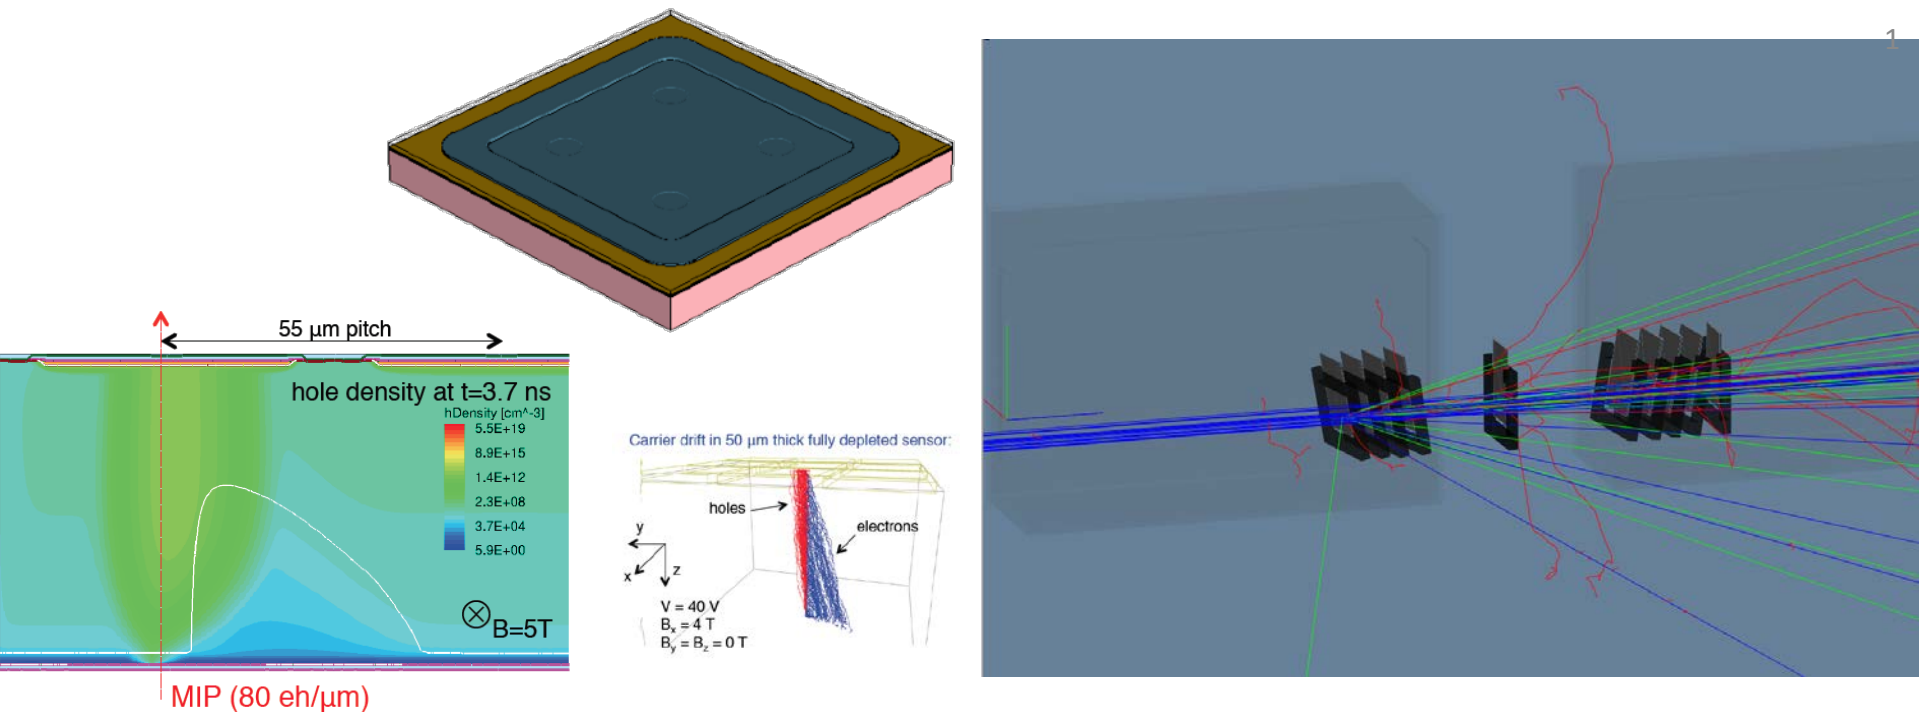 1
55 µm pitch
hole density at t=3.7 ns
hDensity [cm^-3]
5.5E+19
8.9E+15
1.4E+12
2.3E+08
3.7E+04
5.9E+00
B=5T
MIP (80 eh/µm)
Carrier drift in 50 µm thick fully depleted sensor:
holes
electrons
y
x
z
V = 40 V
Bx = 4 T
By = Bz = 0 T